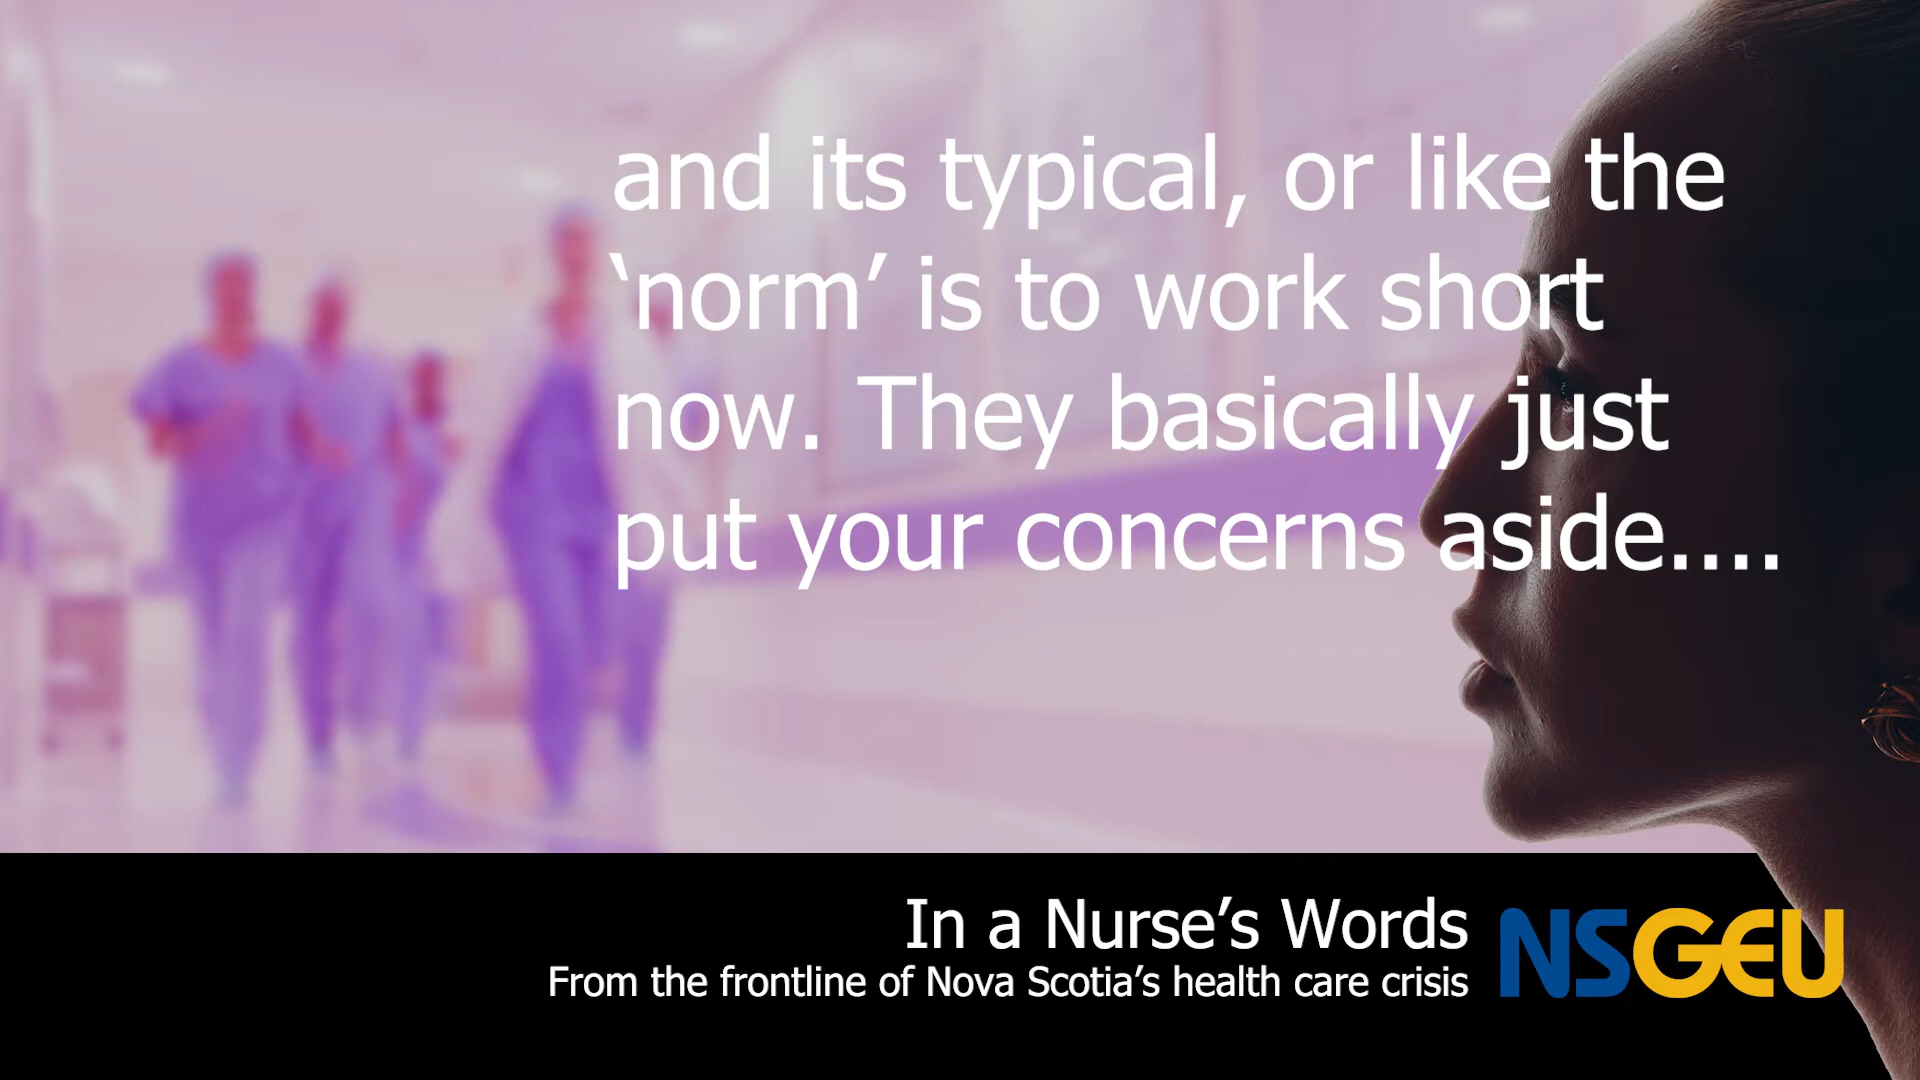 and its typical, or like the
‘norm’ is to work short
now. They basically just
put your concerns aside....
In a Nurse’s Words
From the frontline of Nova Scotia’s health care crisis
NSGEU